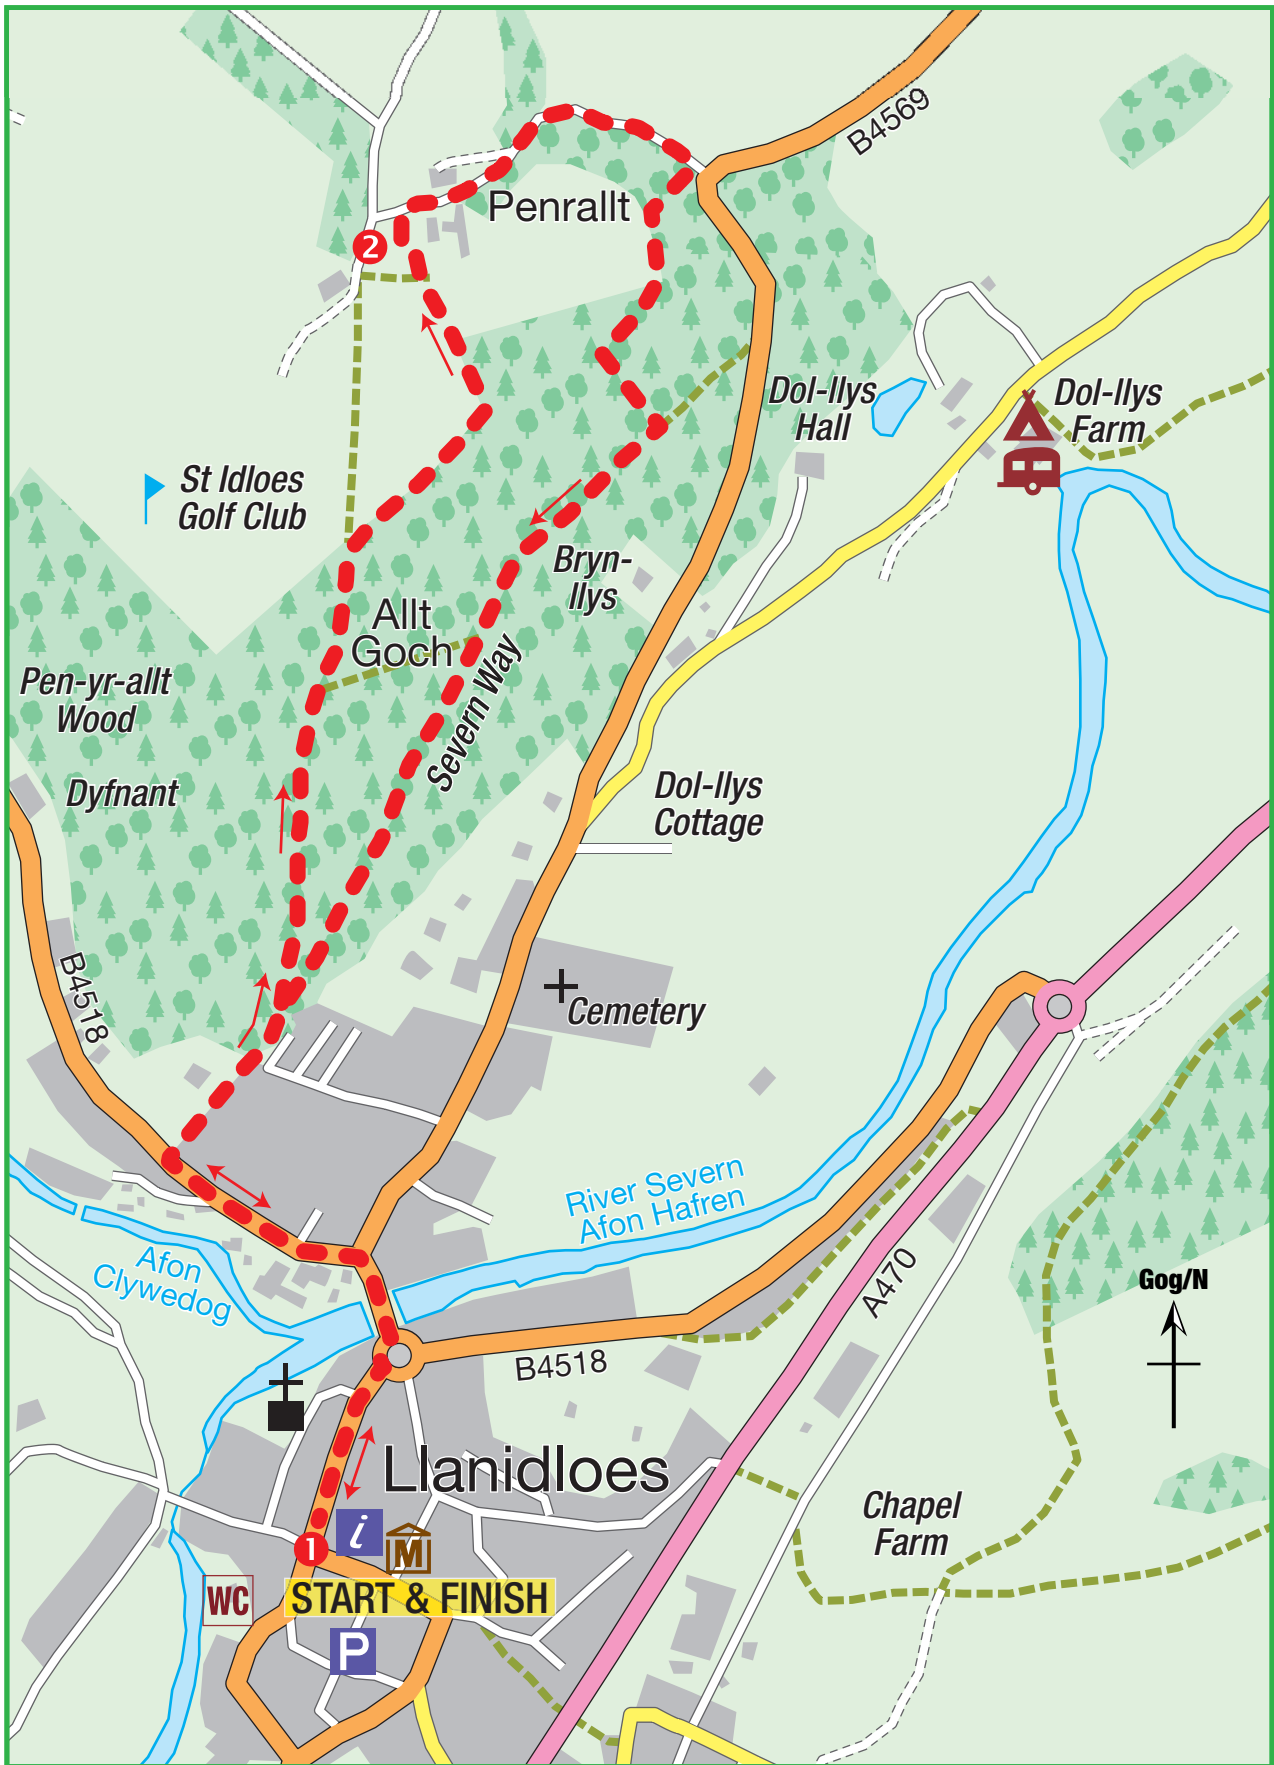 B4569
Penrallt
2
Dol-llys
Hall
Dol-llys
Farm
St Idloes
Golf Club
Bryn-
llys
Allt
Goch
Severn Way
Pen-yr-allt
Wood
Dyfnant
Dol-llys
Cottage
B4518
Cemetery
River Severn
Afon Hafren
Afon
Clywedog
A470
Gog/N
B4518
Llanidloes
Chapel
Farm
1
i
M
WC
START & FINISH
P